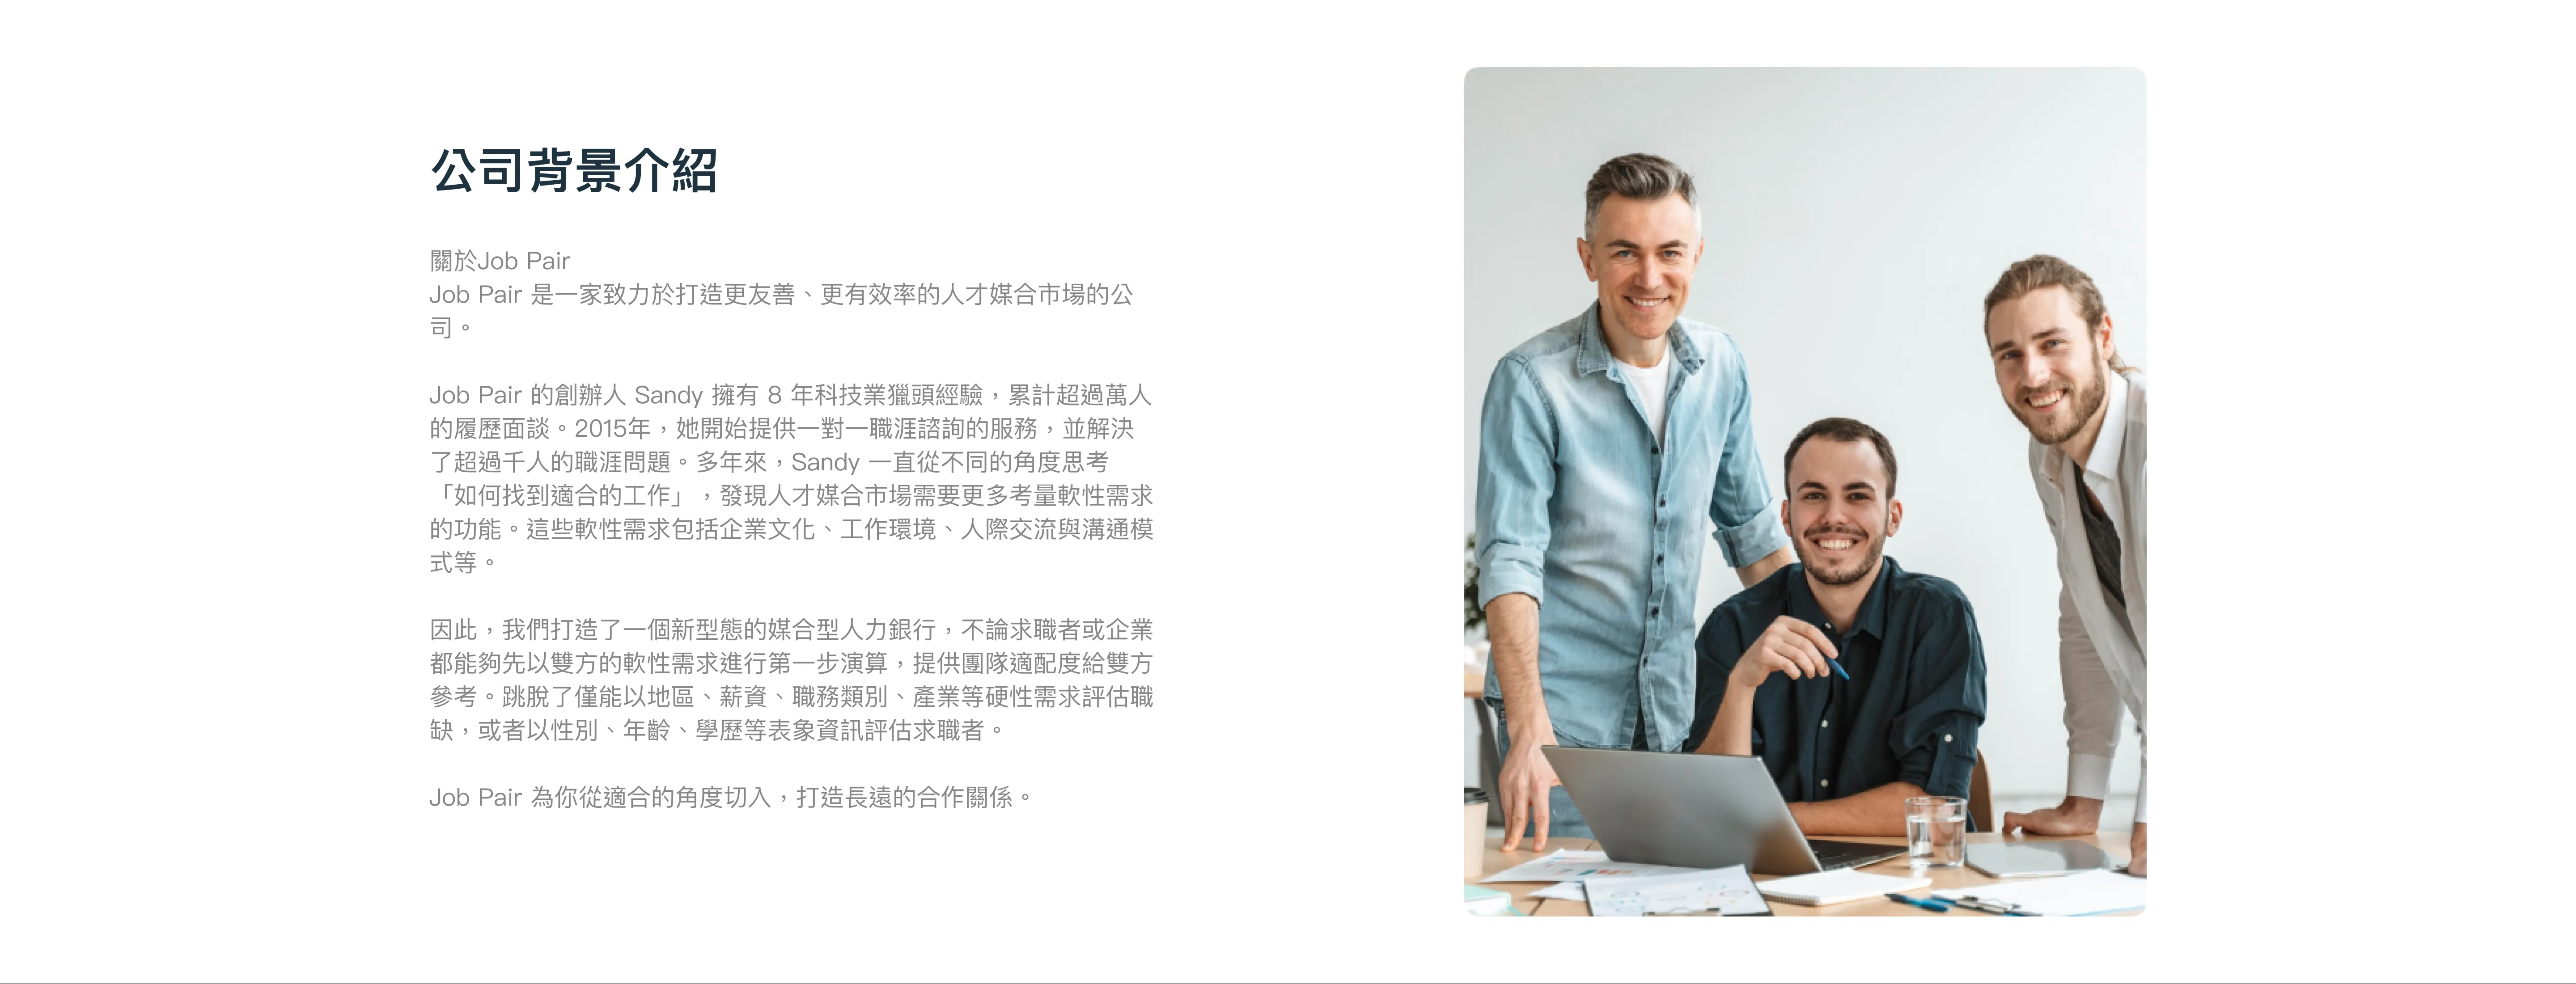 公司背景介紹
關於Job Pair
Job Pair 是一家致力於打造更友善、更有效率的人才媒合市場的公
司。
Job Pair 的創辦人 Sandy 擁有 8 年科技業獵頭經驗，累計超過萬人
的履歷面談。2015年，她開始提供一對一職涯諮詢的服務，並解決
了超過千人的職涯問題。多年來，Sandy 一直從不同的角度思考
「如何找到適合的工作」，發現人才媒合市場需要更多考量軟性需求
的功能。這些軟性需求包括企業文化、工作環境、人際交流與溝通模
式等。
因此，我們打造了一個新型態的媒合型人力銀行，不論求職者或企業
都能夠先以雙方的軟性需求進行第一步演算，提供團隊適配度給雙方
參考。跳脫了僅能以地區、薪資、職務類別、產業等硬性需求評估職
缺，或者以性別、年齡、學歷等表象資訊評估求職者。
Job Pair 為你從適合的角度切入，打造長遠的合作關係。